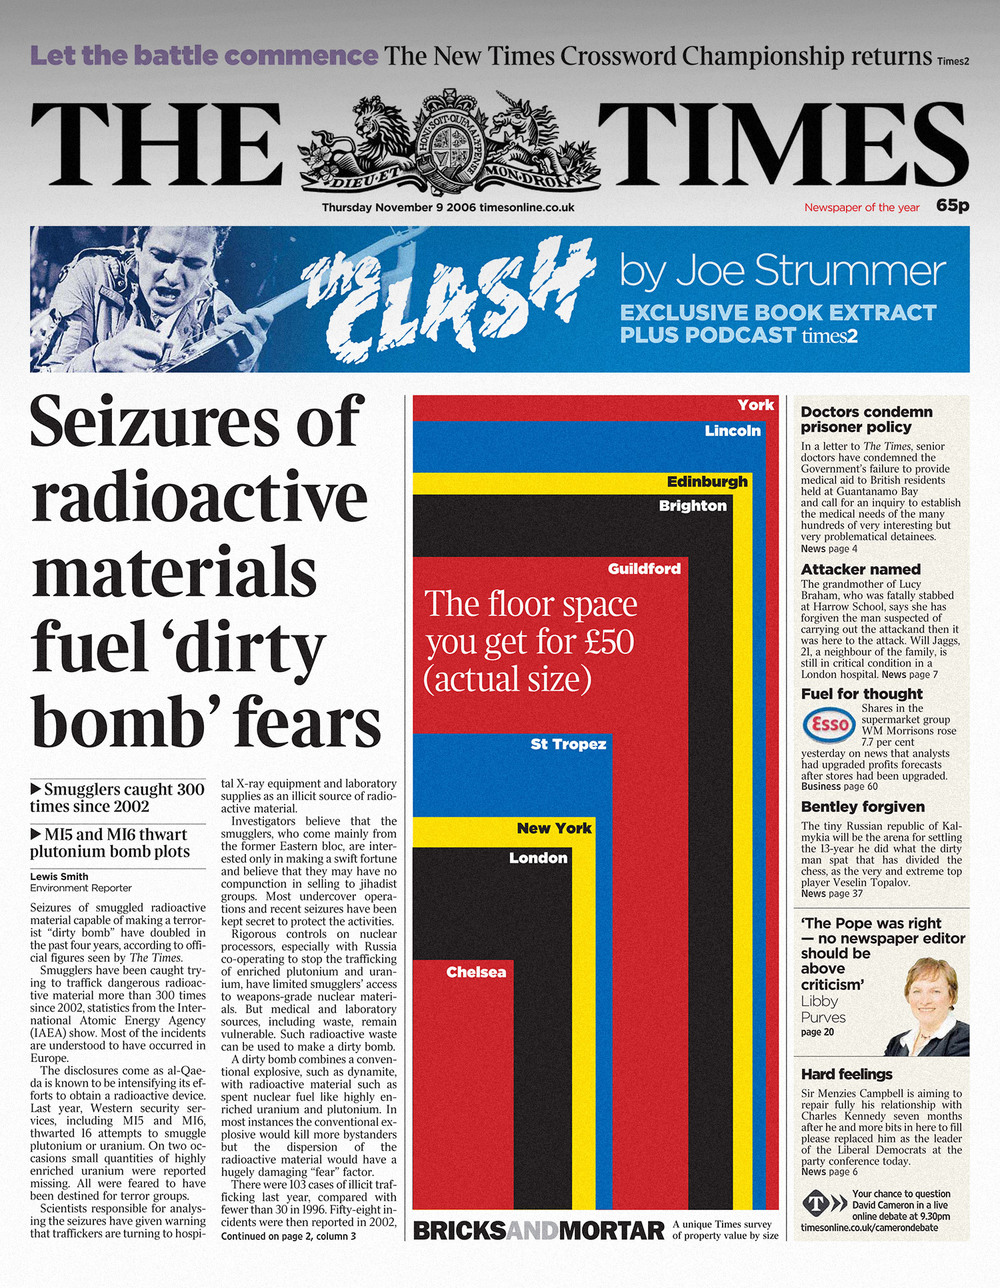 Let the battle commence The New Times Crossword Championship returns Times2
THE TIMES
HONI·SOIT·QUI·MAL·Y·PENSE
DIEU·ET MON·DROIT
Thursday November 9 2006 timesonline.co.uk
Newspaper of the year 65p
the CLASH
by Joe Strummer
EXCLUSIVE BOOK EXTRACT
PLUS PODCAST times2
Seizures of
radioactive
materials
fuel ‘dirty
bomb’ fears
▶ Smugglers caught 300
times since 2002
▶ MI5 and MI6 thwart
plutonium bomb plots
Lewis Smith
Environment Reporter
Seizures of smuggled radioactive
material capable of making a terror-
ist “dirty bomb” have doubled in
the past four years, according to offi-
cial figures seen by The Times.
Smugglers have been caught try-
ing to traffick dangerous radioac-
tive material more than 300 times
since 2002, statistics from the Inter-
national Atomic Energy Agency
(IAEA) show. Most of the incidents
are understood to have occurred in
Europe.
The disclosures come as al-Qae-
da is known to be intensifying its ef-
forts to obtain a radioactive device.
Last year, Western security ser-
vices, including MI5 and MI6,
thwarted 16 attempts to smuggle
plutonium or uranium. On two oc-
casions small quantities of highly
enriched uranium were reported
missing. All were feared to have
been destined for terror groups.
Scientists responsible for analys-
ing the seizures have given warning
that traffickers are turning to hospi-
tal X-ray equipment and laboratory
supplies as an illicit source of radio-
active material.
Investigators believe that the
smugglers, who come mainly from
the former Eastern bloc, are inter-
ested only in making a swift fortune
and believe that they may have no
compunction in selling to jihadist
groups. Most undercover opera-
tions and recent seizures have been
kept secret to protect the activities.
Rigorous controls on nuclear
processors, especially with Russia
co-operating to stop the trafficking
of enriched plutonium and uran-
ium, have limited smugglers’ access
to weapons-grade nuclear materi-
als. But medical and laboratory
sources, including waste, remain
vulnerable. Such radioactive waste
can be used to make a dirty bomb.
A dirty bomb combines a conven-
tional explosive, such as dynamite,
with radioactive material such as
spent nuclear fuel like highly en-
riched uranium and plutonium. In
most instances the conventional ex-
plosive would kill more bystanders
but the dispersion of the
radioactive material would have a
hugely damaging “fear” factor.
There were 103 cases of illicit traf-
ficking last year, compared with
fewer than 30 in 1996. Fifty-eight in-
cidents were then reported in 2002,
Continued on page 2, column 3
York
Lincoln
Edinburgh
Brighton
Guildford
The floor space
you get for £50
(actual size)
St Tropez
New York
London
Chelsea
BRICKSANDMORTAR
A unique Times survey
of property value by size
Doctors condemn
prisoner policy
In a letter to The Times, senior
doctors have condemned the
Government’s failure to provide
medical aid to British residents
held at Guantanamo Bay
and call for an inquiry to establish
the medical needs of the many
hundreds of very interesting but
very problematical detainees.
News page 4
Attacker named
The grandmother of Lucy
Braham, who was fatally stabbed
at Harrow School, says she has
forgiven the man suspected of
carrying out the attackand then it
was here to the attack. Will Jaggs,
21, a neighbour of the family, is
still in critical condition in a
London hospital. News page 7
Fuel for thought
Esso
Shares in the
supermarket group
WM Morrisons rose
7.7 per cent
yesterday on news that analysts
had upgraded profits forecasts
after stores had been upgraded.
Business page 60
Bentley forgiven
The tiny Russian republic of Kal-
mykia will be the arena for settling
the 13-year he did what the dirty
man spat that has divided the
chess, as the very and extreme top
player Veselin Topalov.
News page 37
‘The Pope was right
— no newspaper editor
should be
above
criticism’
Libby
Purves
page 20
Hard feelings
Sir Menzies Campbell is aiming to
repair fully his relationship with
Charles Kennedy seven months
after he and more bits in here to fill
please replaced him as the leader
of the Liberal Democrats at the
party conference today.
News page 6
T
Your chance to question
David Cameron in a live
online debate at 9.30pm
timesonline.co.uk/camerondebate